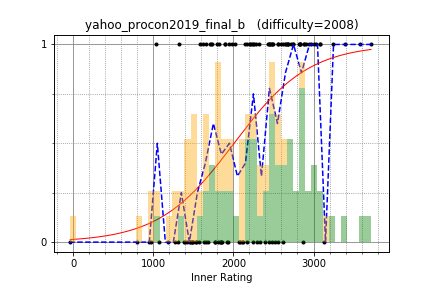 yahoo_procon2019_final_b (difficulty=2008)
1
0
0 1000 2000 3000
Inner Rating